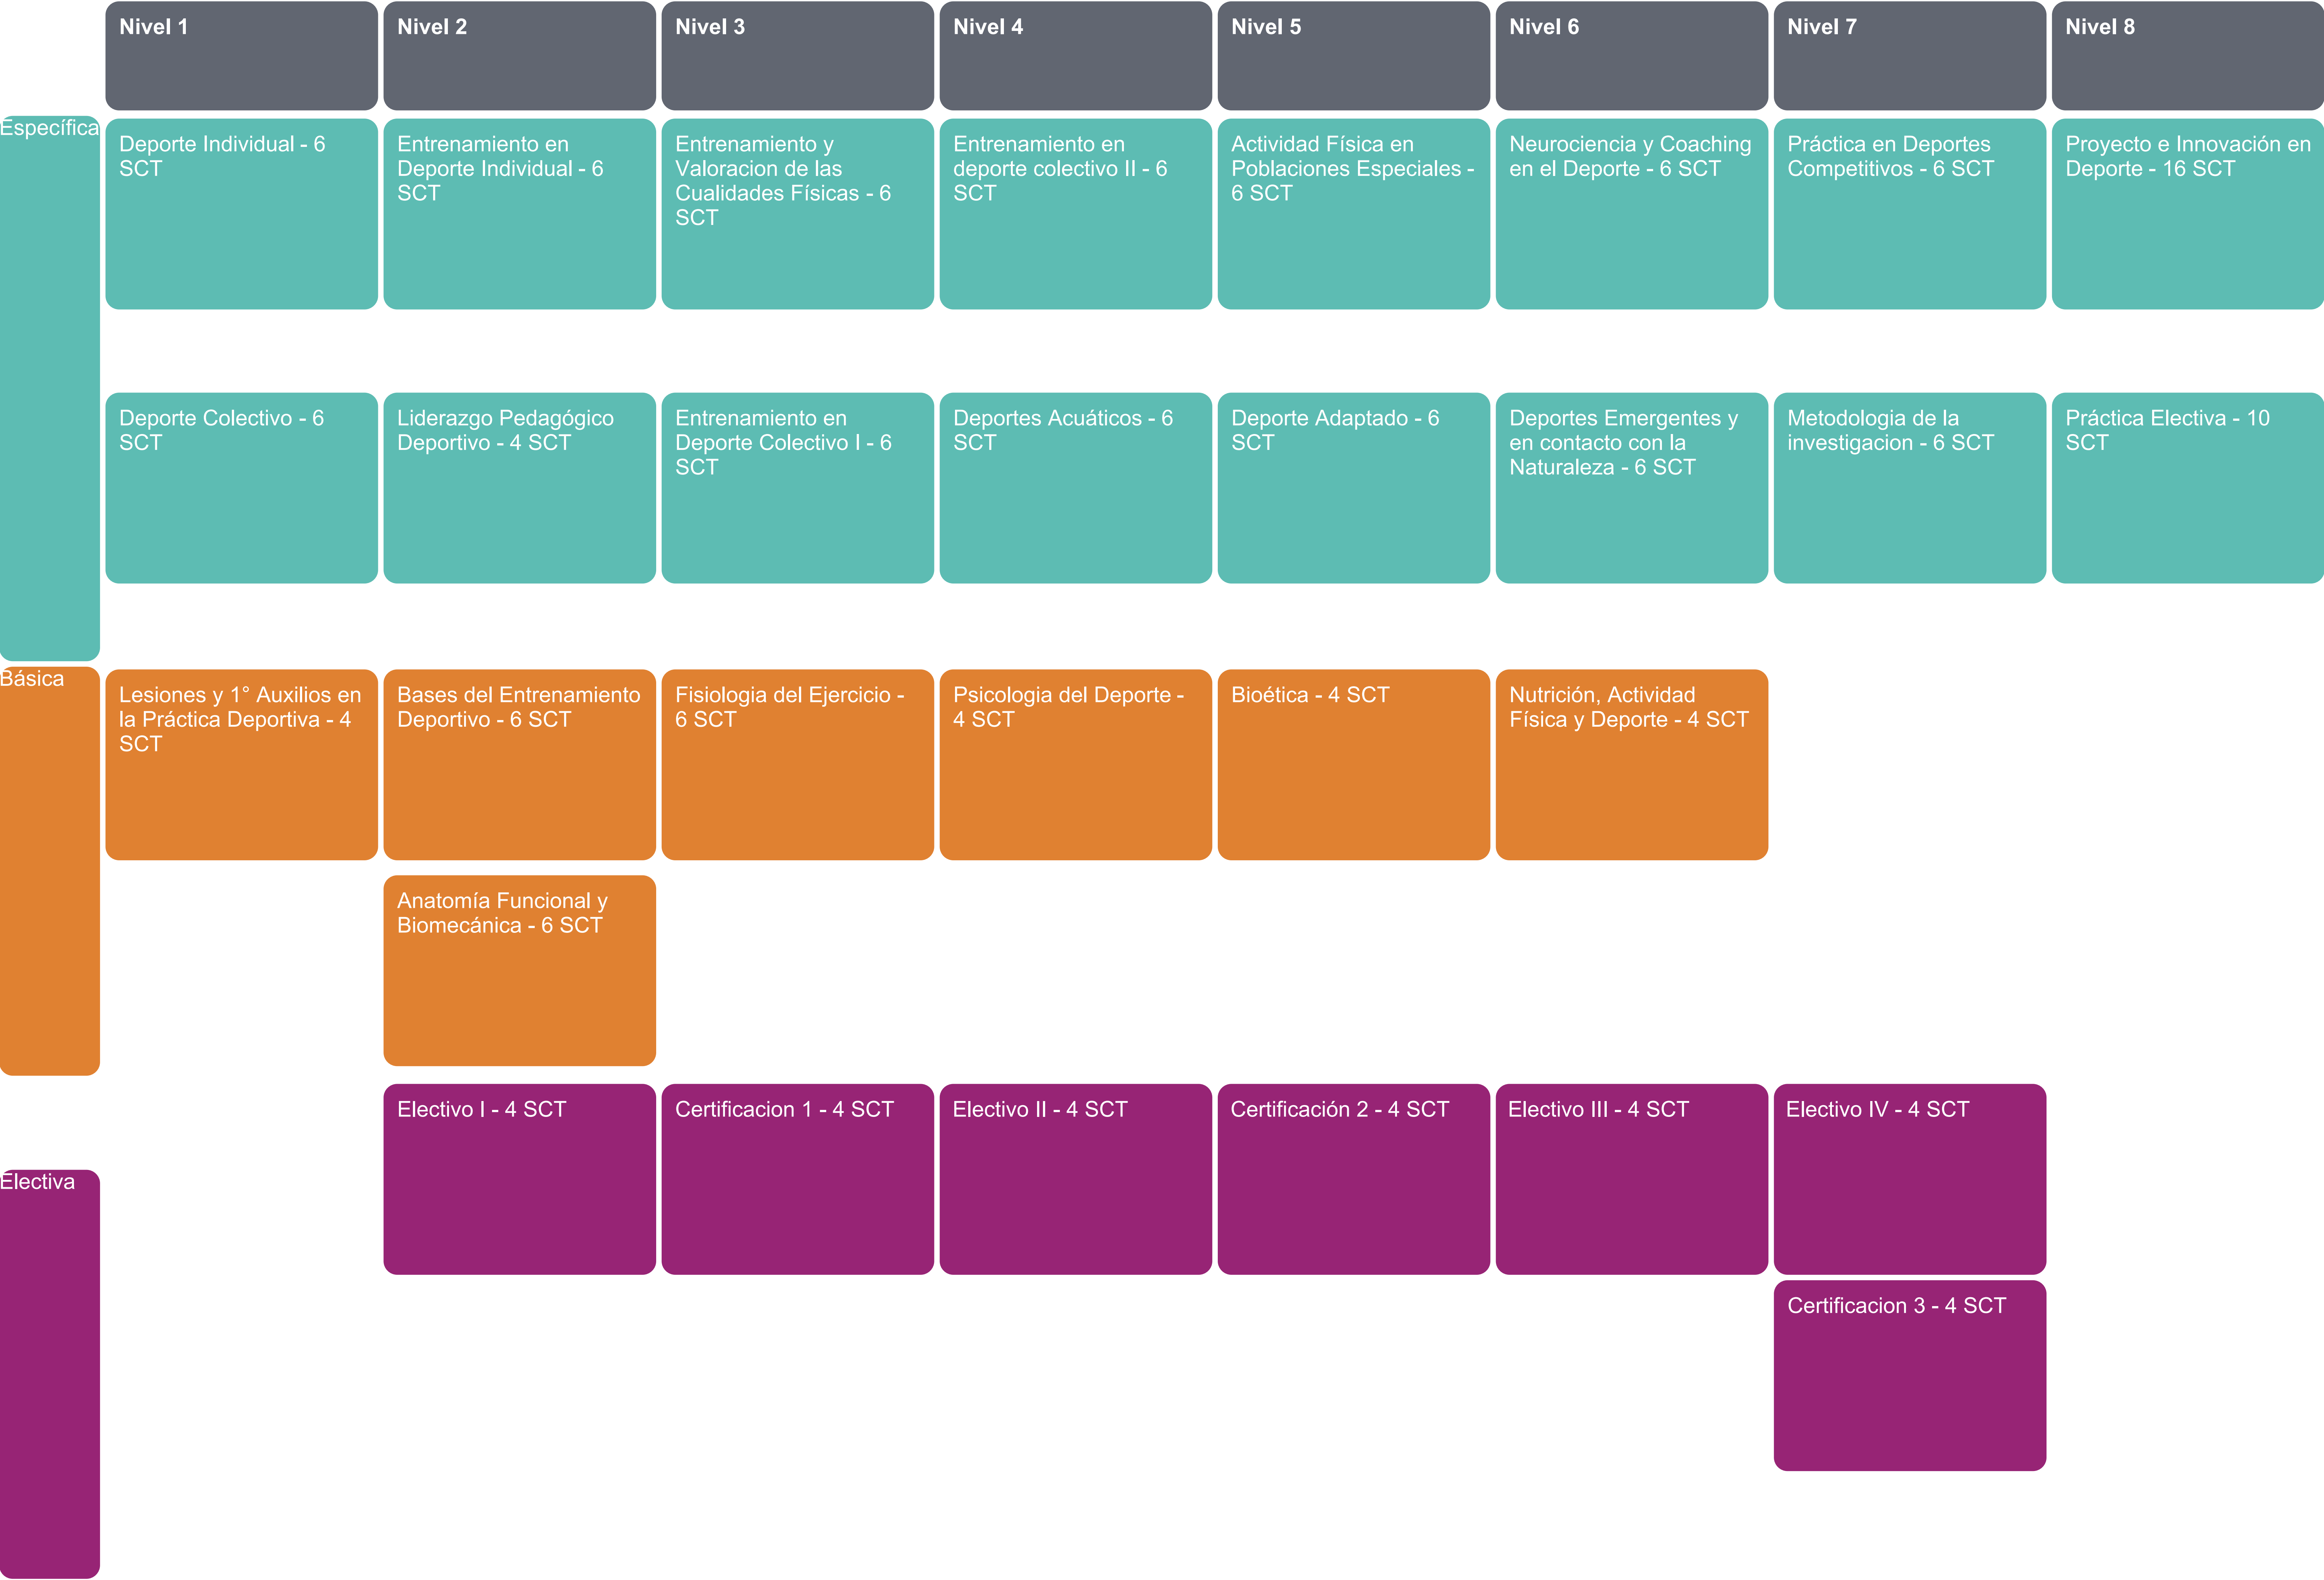 Nivel 1
Nivel 2
Nivel 3
Nivel 4
Nivel 5
Nivel 6
Nivel 7
Nivel 8
Específica
Deporte Individual - 6
SCT
Entrenamiento en
Deporte Individual - 6
SCT
Entrenamiento y
Valoracion de las
Cualidades Físicas - 6
SCT
Entrenamiento en
deporte colectivo II - 6
SCT
Actividad Física en
Poblaciones Especiales -
6 SCT
Neurociencia y Coaching
en el Deporte - 6 SCT
Práctica en Deportes
Competitivos - 6 SCT
Proyecto e Innovación en
Deporte - 16 SCT
Deporte Colectivo - 6
SCT
Liderazgo Pedagógico
Deportivo - 4 SCT
Entrenamiento en
Deporte Colectivo I - 6
SCT
Deportes Acuáticos - 6
SCT
Deporte Adaptado - 6
SCT
Deportes Emergentes y
en contacto con la
Naturaleza - 6 SCT
Metodologia de la
investigacion - 6 SCT
Práctica Electiva - 10
SCT
Básica
Lesiones y 1° Auxilios en
la Práctica Deportiva - 4
SCT
Bases del Entrenamiento
Deportivo - 6 SCT
Fisiologia del Ejercicio -
6 SCT
Psicologia del Deporte -
4 SCT
Bioética - 4 SCT
Nutrición, Actividad
Física y Deporte - 4 SCT
Anatomía Funcional y
Biomecánica - 6 SCT
Electivo I - 4 SCT
Certificacion 1 - 4 SCT
Electivo II - 4 SCT
Certificación 2 - 4 SCT
Electivo III - 4 SCT
Electivo IV - 4 SCT
Electiva
Certificacion 3 - 4 SCT